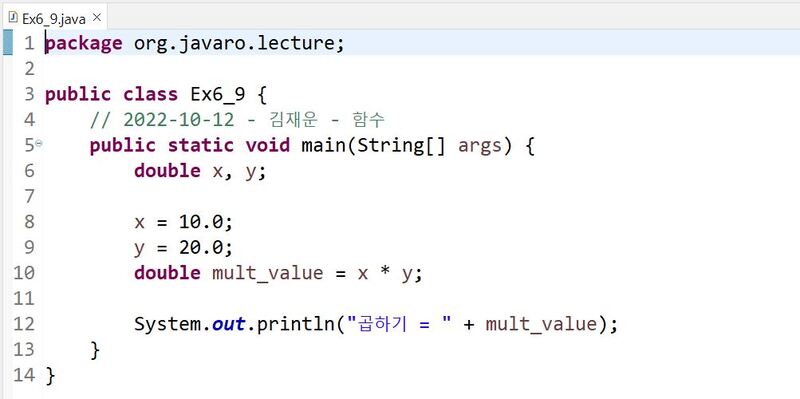 Ex6_9.java
1 package org.javaro.lecture;
2
3 public class Ex6_9 {
4     // 2022-10-12 - 김재운 - 함수
5     public static void main(String[] args) {
6         double x, y;
7
8         x = 10.0;
9         y = 20.0;
10         double mult_value = x * y;
11
12         System.out.println("곱하기 = " + mult_value);
13     }
14 }